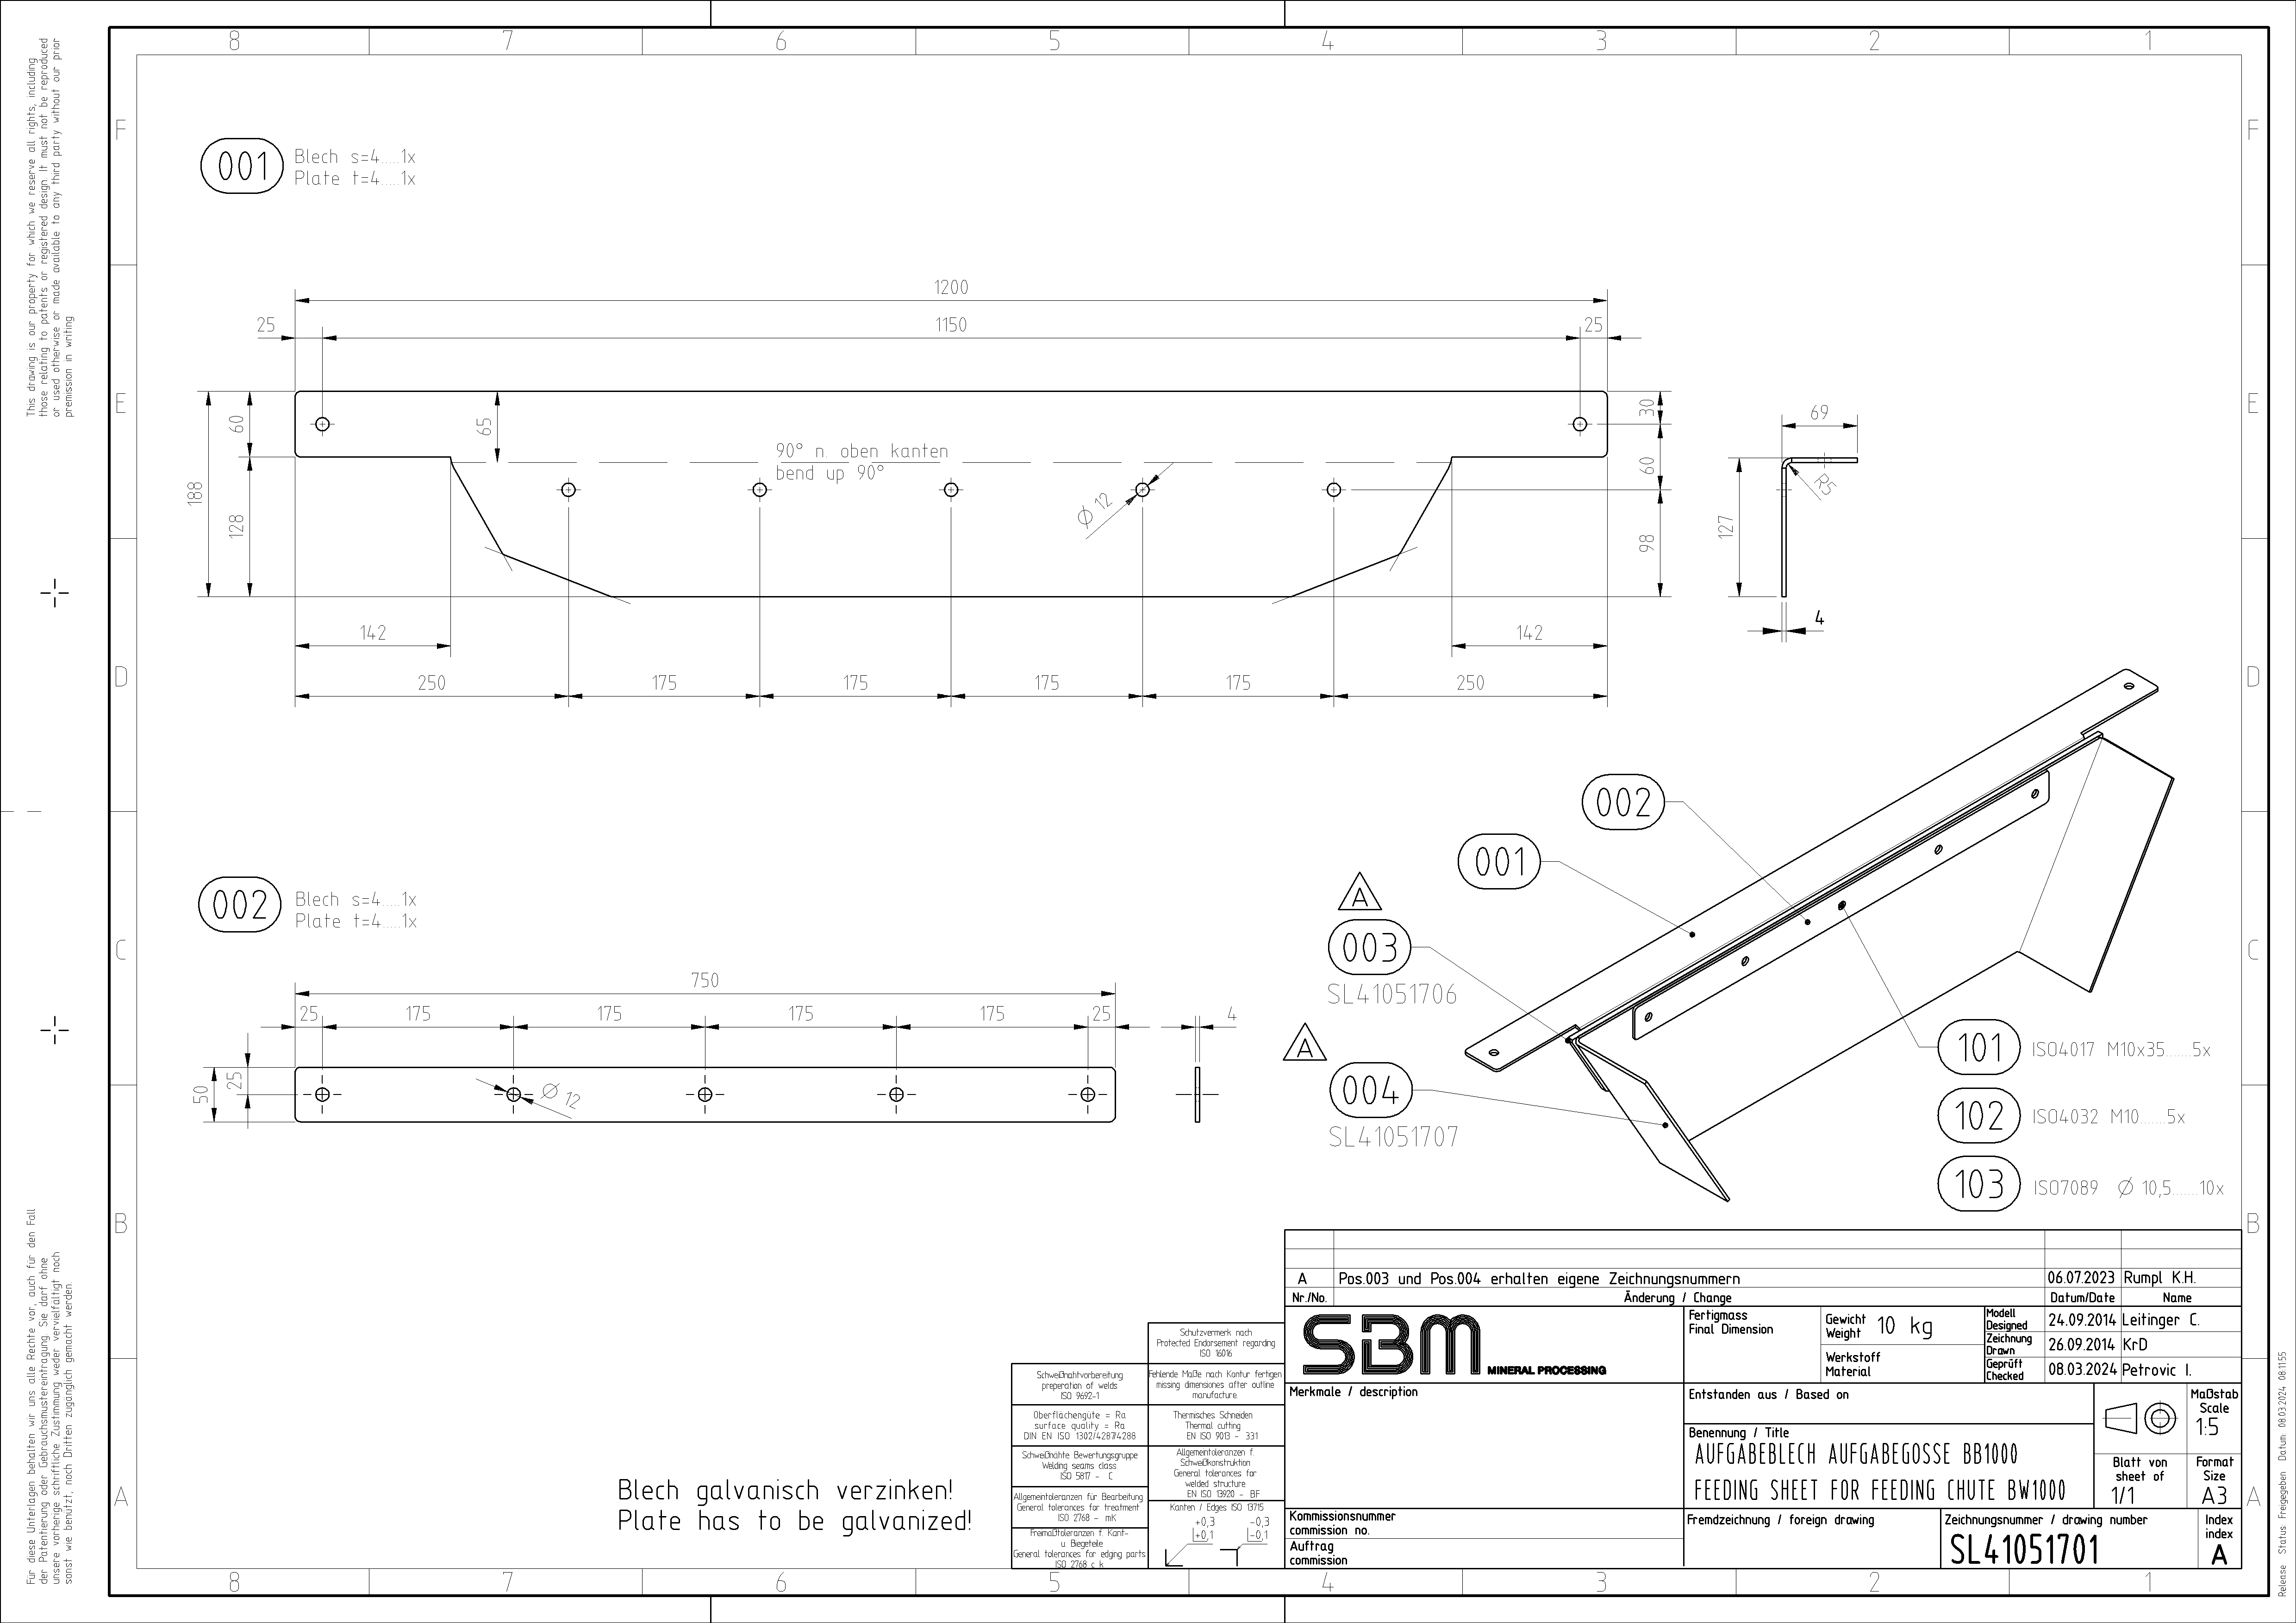 8 7 6 5 4 3 2 1
This drawing is our property for which we reserve all rights, including
those relating to patents or registered design. It must not be reproduced
or used otherwise or made available to any third party without our prior
premission in writing
F F
001
Blech s=4.....1x
Plate t=4.....1x
1200
25 1150 25
E E
60
65
188
128
30
60
98
90° n. oben kanten
bend up 90°
Ø 12
69
R5
127
4
142 142
250 175 175 175 175 250
D D
002
Blech s=4.....1x
Plate t=4.....1x
750
25 175 175 175 175 25
4
50
25
Ø 12
C C
002
001
A
003
SL41051706
A
004
SL41051707
101 ISO4017 M10x35......5x
102 ISO4032 M10......5x
103 ISO7089 Ø 10,5......10x
B B
Für diese Unterlagen behalten wir uns alle Rechte vor, auch für den Fall
der Patentierung oder Gebrauchsmustereintragung. Sie darf ohne
unsere vorherige schriftliche Zustimmung weder vervielfältigt noch
sonst wie benützt, noch Dritten zugänglich gemacht werden.
Blech galvanisch verzinken!
Plate has to be galvanized!
Schutzvermerk nach
Protected Endorsement regarding
ISO 16016
Schweißnahtvorbereitung
preperation of welds
ISO 9692-1
Fehlende Maße nach Kontur fertigen
missing dimensiones after outline
manufacture.
Oberflächengüte = Ra
surface quality = Ra
DIN EN ISO 1302/4287/4288
Thermisches Schneiden
Thermal cutting
EN ISO 9013 - 331
Schweißnähte Bewertungsgruppe
Welding seams class
ISO 5817 - C
Allgementoleranzen f.
Schweißkonstruktion
General tolerances for
welded structure
EN ISO 13920 - BF
Allgementoleranzen für Bearbeitung
General tolerances for treatment
ISO 2768 - mK
Kanten / Edges ISO 13715
+0,3 -0,3
+0,1 -0,1
Freimaßtoleranzen f. Kant-
u. Biegeteile
General tolerances for edging parts
ISO 2768 c k
A Pos.003 und Pos.004 erhalten eigene Zeichnungsnummern 06.07.2023 Rumpl K.H.
Nr./No. Änderung / Change Datum/Date Name
SBM
MINERAL PROCESSING
Fertigmass
Final Dimension
Gewicht
Weight
10 kg
Werkstoff
Material
Modell
Designed
24.09.2014 Leitinger C.
Zeichnung
Drawn
26.09.2014 KrD
Geprüft
Checked
08.03.2024 Petrovic I.
Merkmale / description
Entstanden aus / Based on
Maßstab
Scale
1:5
Benennung / Title
AUFGABEBLECH AUFGABEGOSSE BB1000
FEEDING SHEET FOR FEEDING CHUTE BW1000
Blatt von
sheet of
1/1
Format
Size
A3
Kommissionsnummer
commission no.
Auftrag
commission
Fremdzeichnung / foreign drawing
Zeichnungsnummer / drawing number
SL41051701
Index
index
A
A A
Release Status: Freigegeben Datum: 08.03.2024 08:11:55
8 7 6 5 4 3 2 1